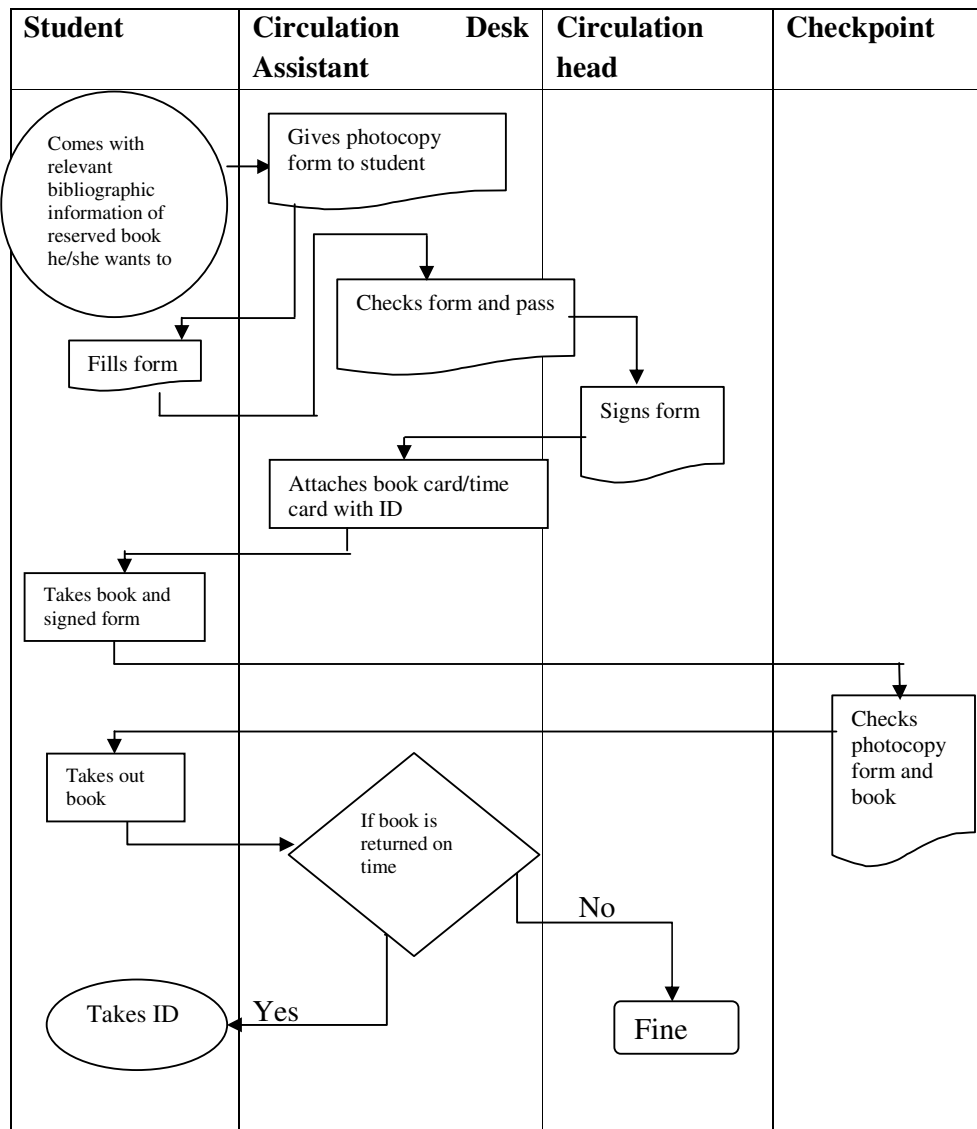 Student
Circulation Desk
Assistant
Circulation
head
Checkpoint
Comes with
relevant
bibliographic
information of
reserved book
he/she wants to
Gives photocopy
form to student
Fills form
Checks form and pass
Signs form
Attaches book card/time
card with ID
Takes book and
signed form
Checks
photocopy
form and
book
Takes out
book
If book is
returned on
time
No
Yes
Takes ID
Fine